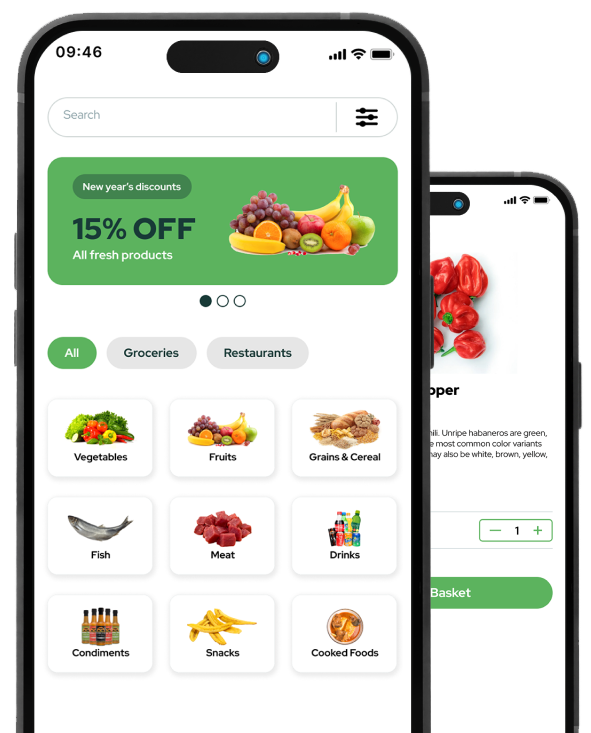 09:46
Search
New year's discounts
15% OFF
All fresh products
All
Groceries
Restaurants
Vegetables
Fruits
Grains & Cereal
Fish
Meat
Drinks
Condiments
Snacks
Cooked Foods
pper
hili. Unripe habaneros are green,
most common color variants
may also be white, brown, yellow,
— 1 +
Basket